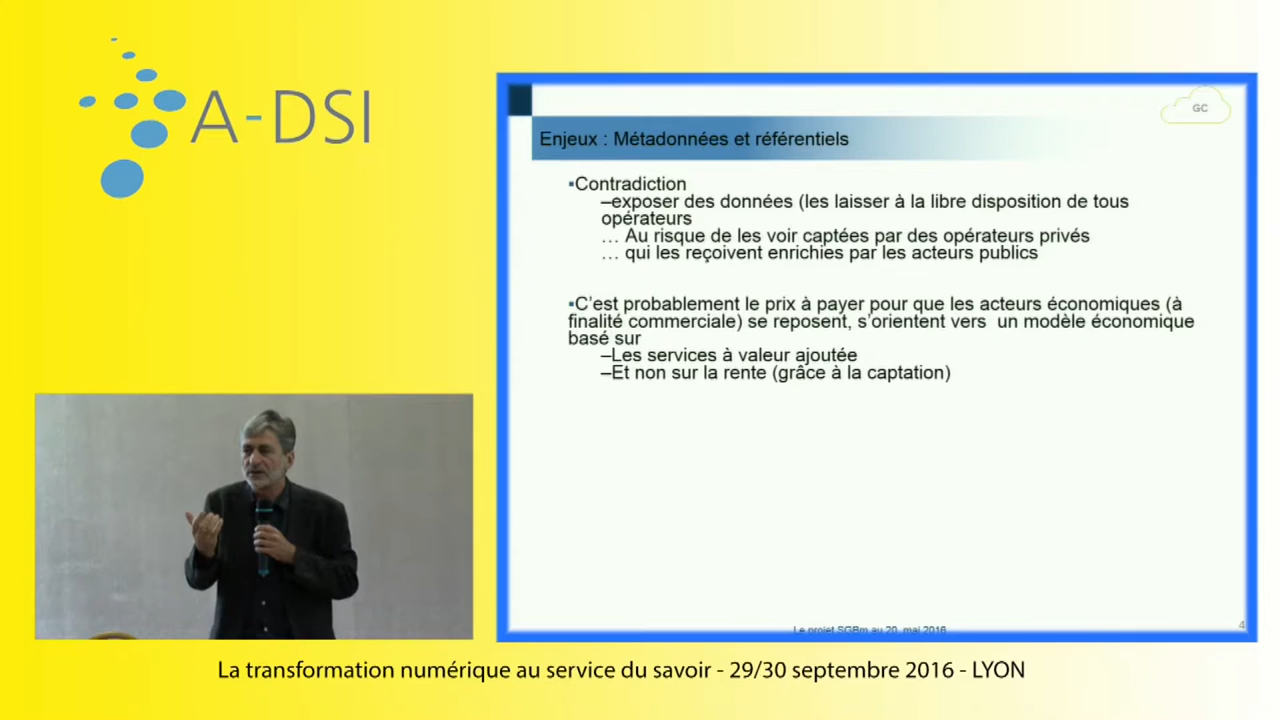 A-DSI
GC
Enjeux : Métadonnées et référentiels
▪Contradiction
–exposer des données (les laisser à la libre disposition de tous
opérateurs
… Au risque de les voir captées par des opérateurs privés
… qui les reçoivent enrichies par les acteurs publics
▪C’est probablement le prix à payer pour que les acteurs économiques (à
finalité commerciale) se reposent, s’orientent vers un modèle économique
basé sur
–Les services à valeur ajoutée
–Et non sur la rente (grâce à la captation)
Le projet SGBm au 20 mai 2016
4
La transformation numérique au service du savoir - 29/30 septembre 2016 - LYON